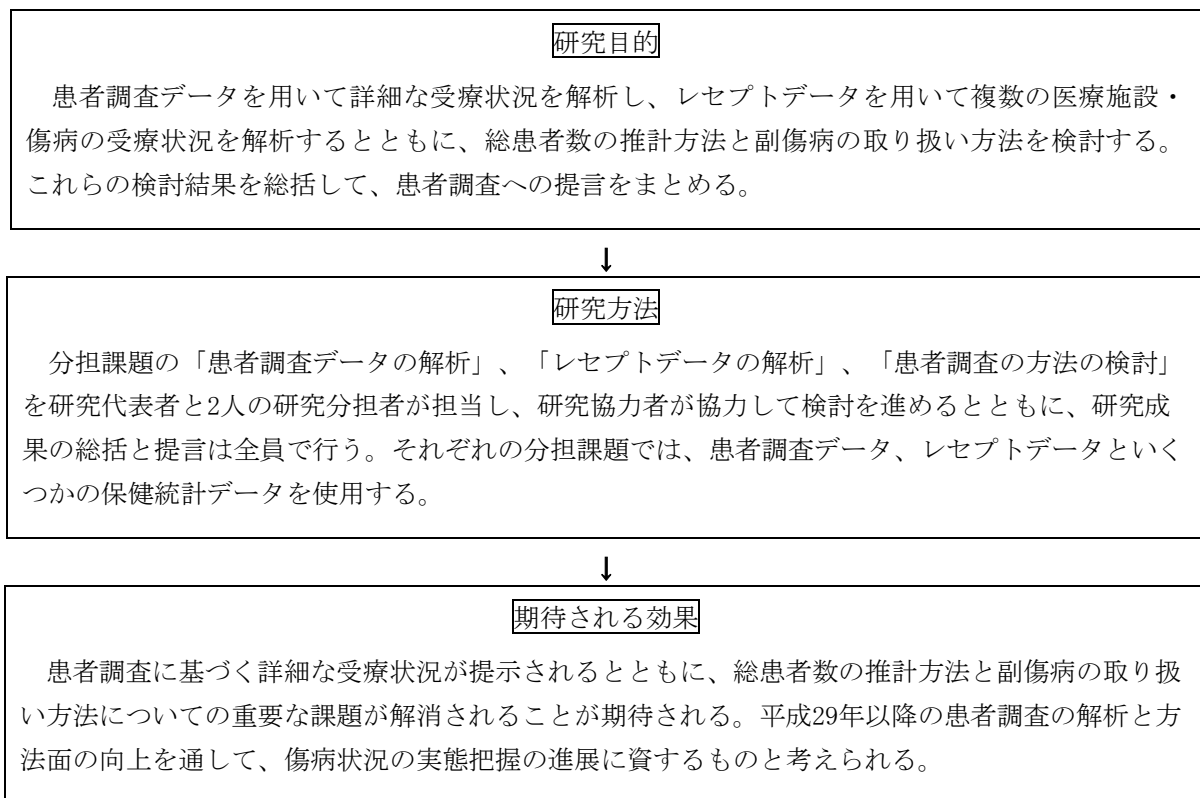 研究目的
患者調査データを用いて詳細な受療状況を解析し、レセプトデータを用いて複数の医療施設・
傷病の受療状況を解析するとともに、総患者数の推計方法と副傷病の取り扱い方法を検討する。
これらの検討結果を総括して、患者調査への提言をまとめる。
↓
研究方法
分担課題の「患者調査データの解析」、「レセプトデータの解析」、「患者調査の方法の検討」
を研究代表者と2人の研究分担者が担当し、研究協力者が協力して検討を進めるとともに、研究成
果の総括と提言は全員で行う。それぞれの分担課題では、患者調査データ、レセプトデータといく
つかの保健統計データを使用する。
↓
期待される効果
患者調査に基づく詳細な受療状況が提示されるとともに、総患者数の推計方法と副傷病の取り扱
い方法についての重要な課題が解消されることが期待される。平成29年以降の患者調査の解析と方
法面の向上を通して、傷病状況の実態把握の進展に資するものと考えられる。